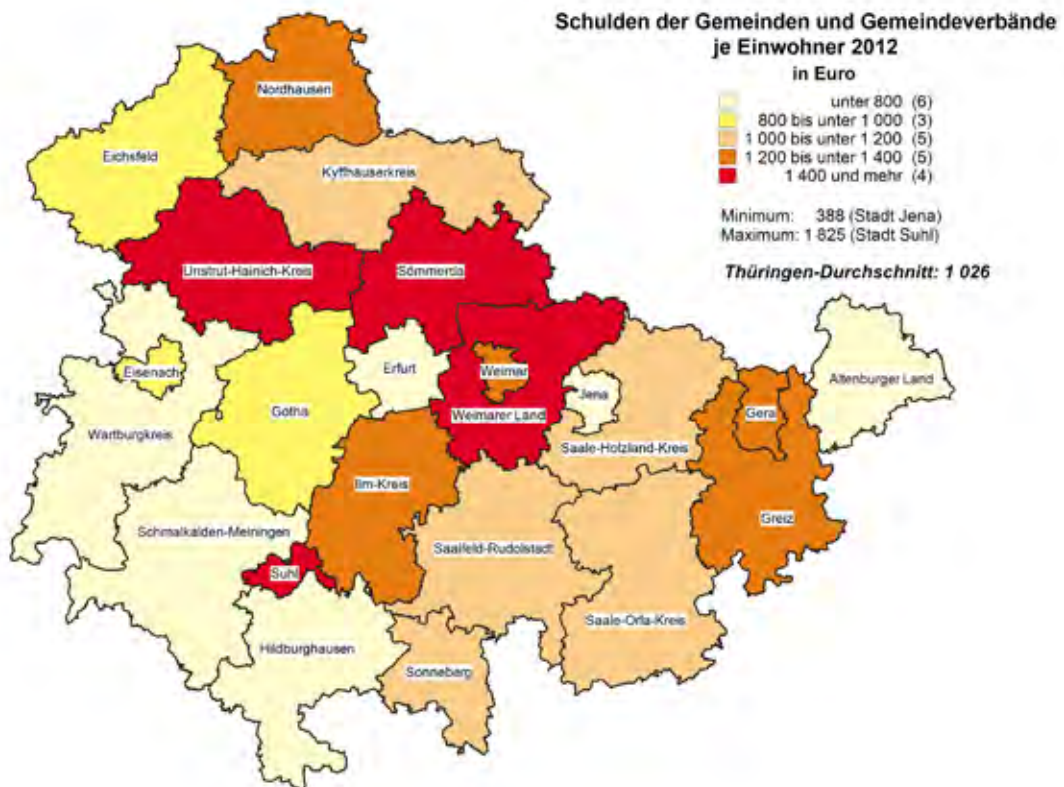 Schulden der Gemeinden und Gemeindeverbände
je Einwohner 2012
in Euro
unter 800 (6)
800 bis unter 1 000 (3)
1 000 bis unter 1 200 (5)
1 200 bis unter 1 400 (5)
1 400 und mehr (4)
Minimum: 388 (Stadt Jena)
Maximum: 1 825 (Stadt Suhl)
Thüringen-Durchschnitt: 1 026
Nordhausen
Eichsfeld
Kyffhäuserkreis
Unstrut-Hainich-Kreis
Sömmerda
Eisenach
Erfurt
Weimar
Altenburger Land
Jena
Gotha
Weimarer Land
Gera
Wartburgkreis
Saale-Holzland-Kreis
Ilm-Kreis
Greiz
Schmalkalden-Meiningen
Saalfeld-Rudolstadt
Suhl
Saale-Orla-Kreis
Hildburghausen
Sonneberg